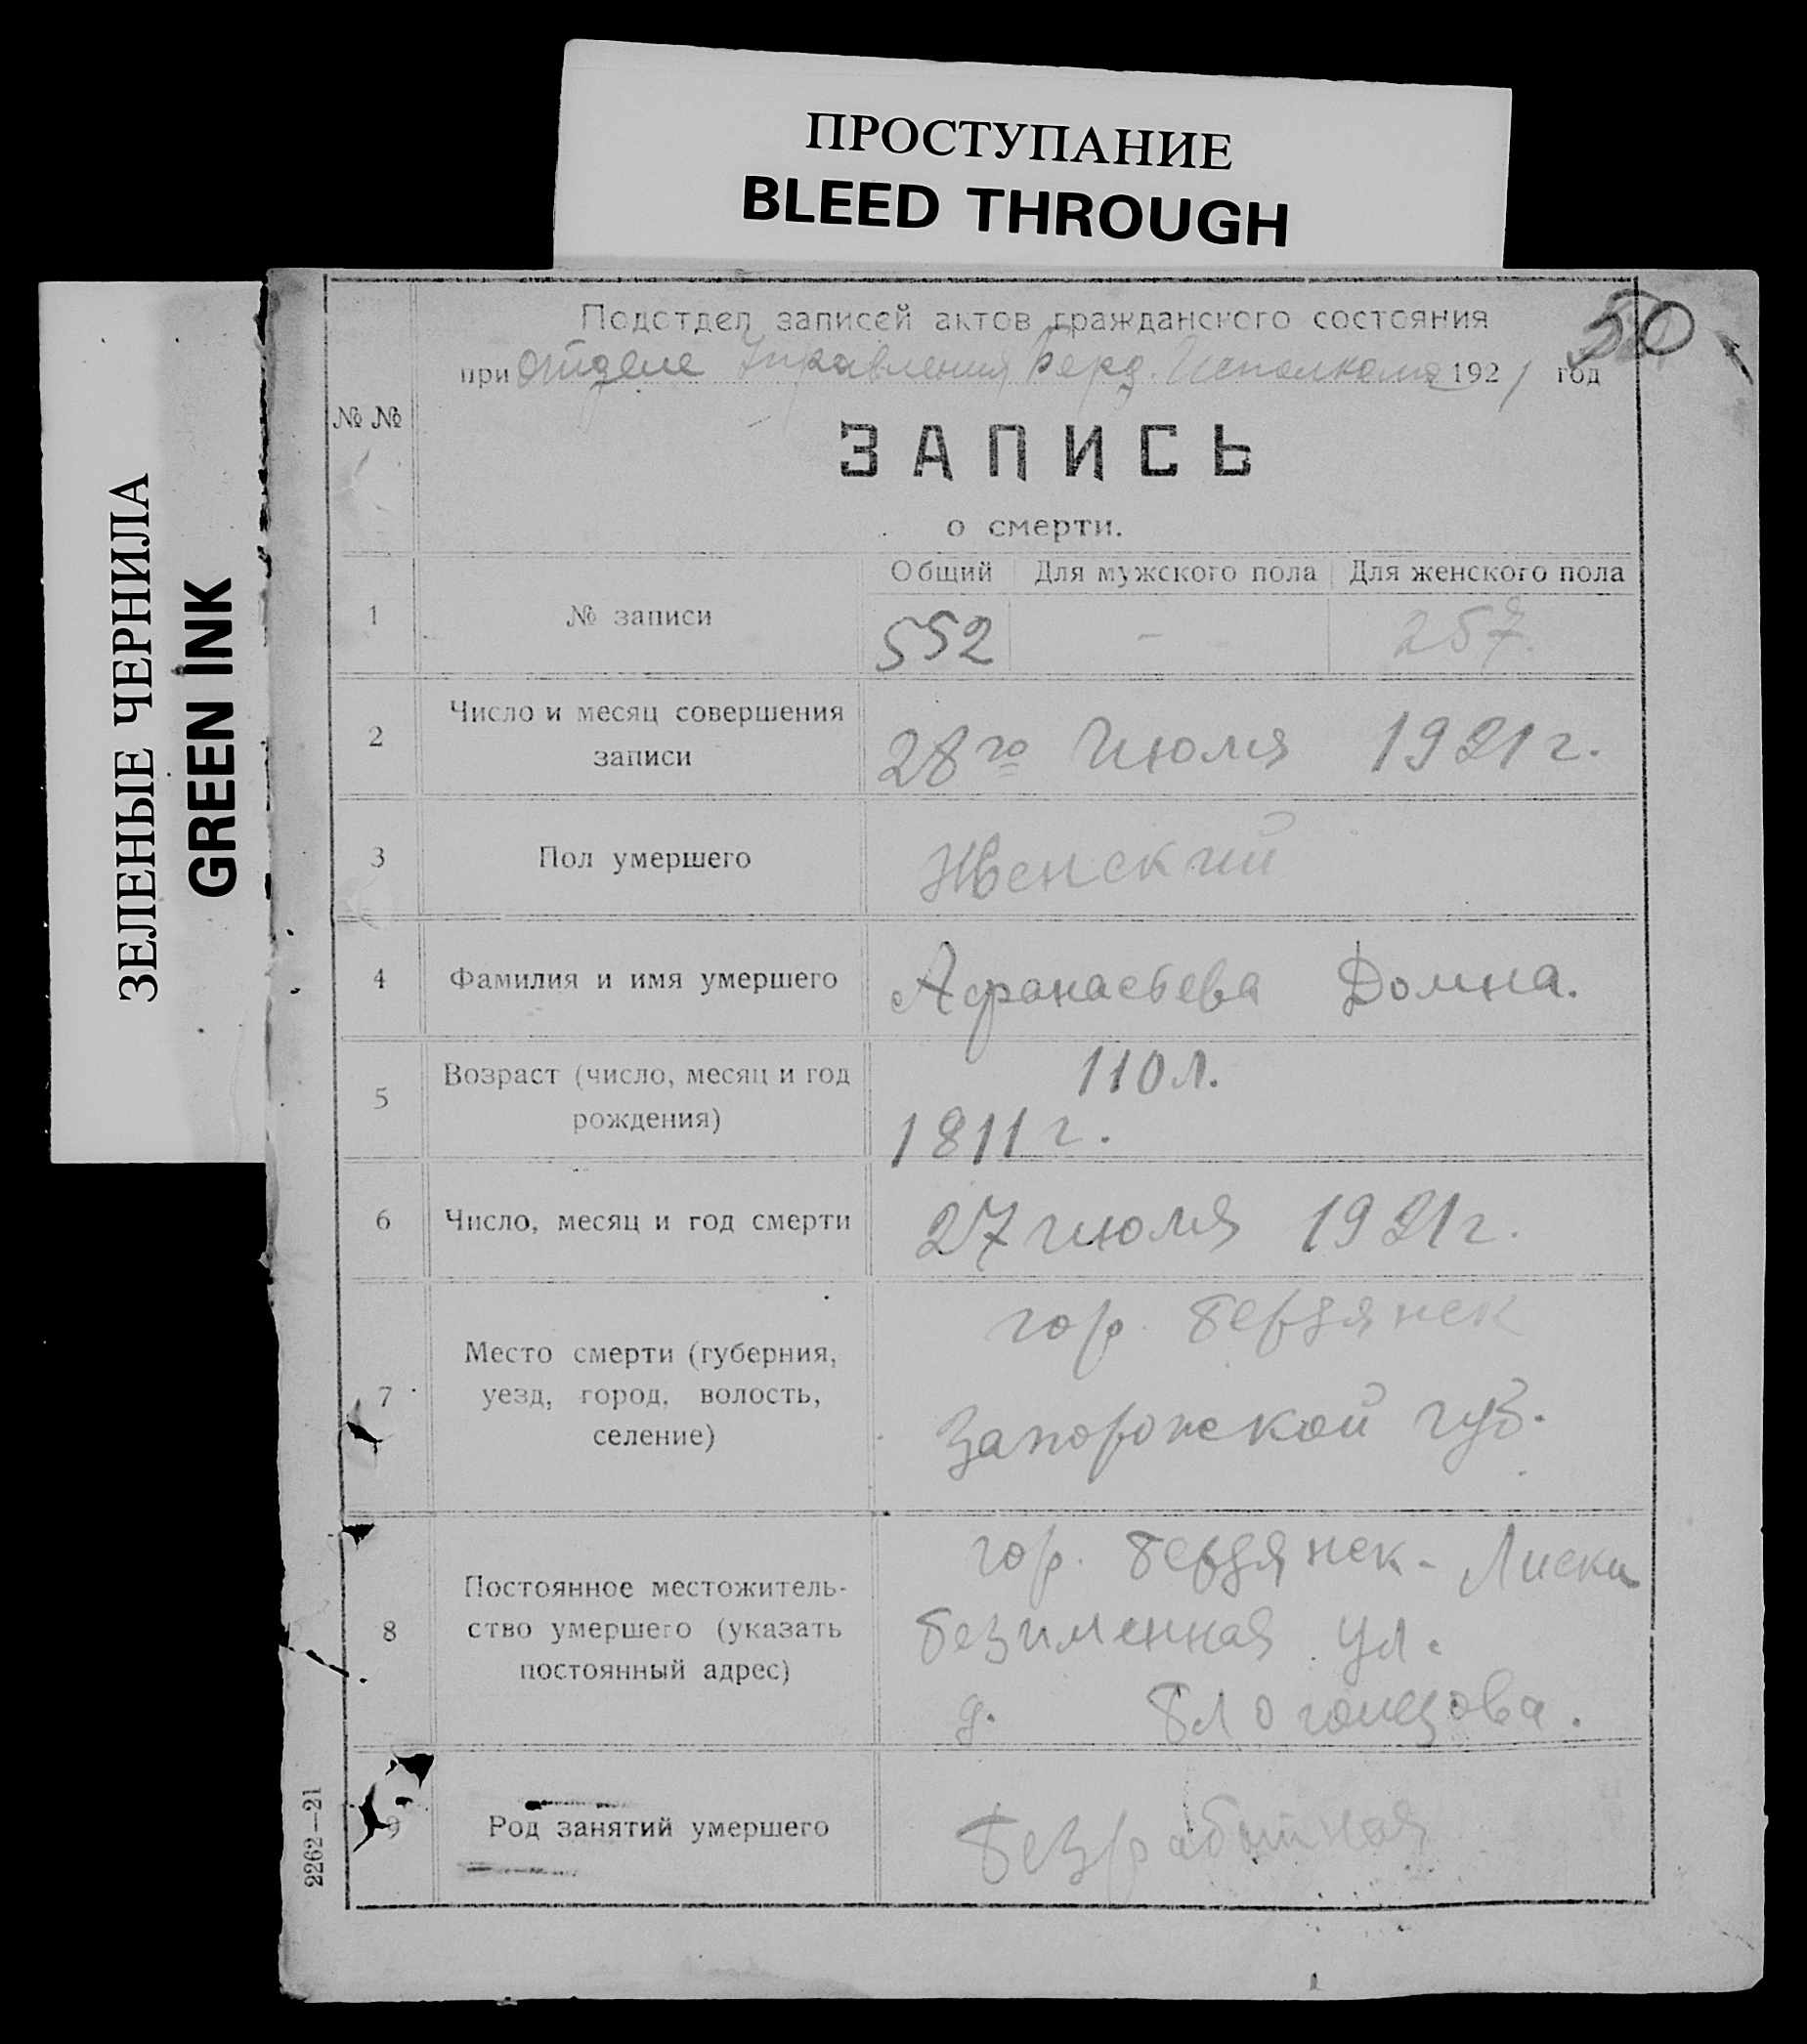 ПРОСТУПАНИЕ
BLEED THROUGH
ЗЕЛЕНЫЕ ЧЕРНИЛА
GREEN INK
50
Подотдел записей актов гражданского состояния
при Отделе Управления Берд. Исполкома 1921 год
№ №
ЗАПИСЬ
о смерти.
Общий Для мужского пола Для женского пола
1 № записи 552 - 257.
2 Число и месяц совершения
записи
28го Июля 1921 г.
3 Пол умершего Женский
4 Фамилия и имя умершего Афанасьева Домна.
5 Возраст (число, месяц и год
рождения)
110 л.
1811 г.
6 Число, месяц и год смерти 27 июля 1921 г.
7 Место смерти (губерния,
уезд, город, волость,
селение)
гор. Бердянск
Запорожской губ.
8 Постоянное местожитель-
ство умершего (указать
постоянный адрес)
гор. Бердянск - Лиски
Безименная ул.
д.
9 Род занятий умершего Безработная
2262—21